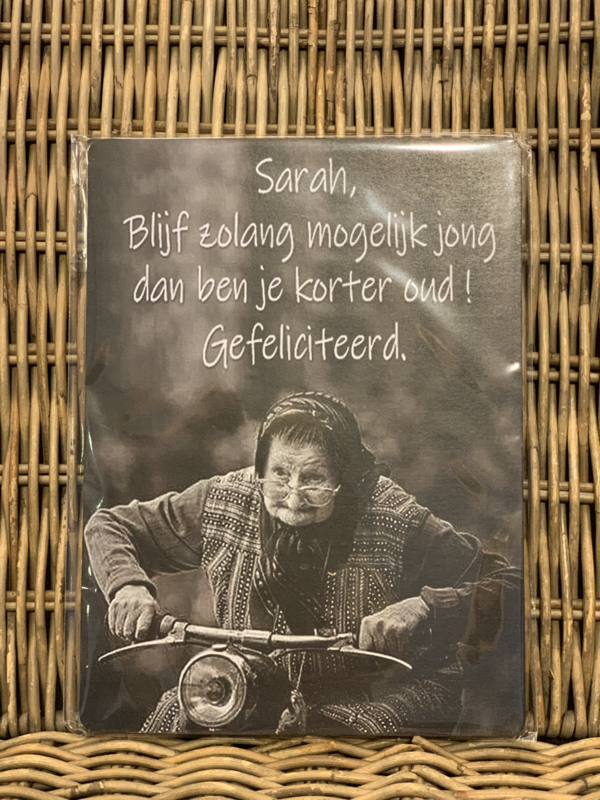 Sarah,
Blijf zolang mogelijk jong
dan ben je korter oud !
Gefeliciteerd.